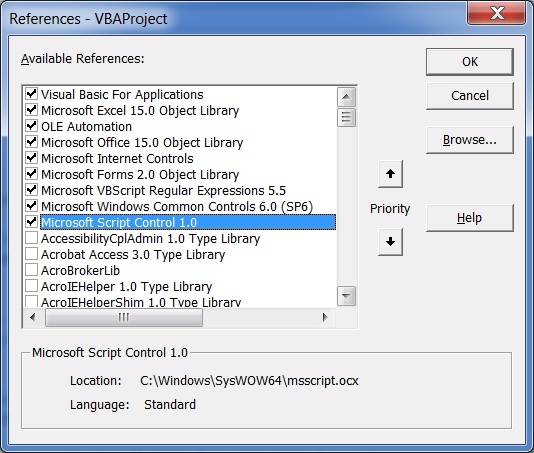 References - VBAProject
Available References:
OK
Visual Basic For Applications
Microsoft Excel 15.0 Object Library
Cancel
OLE Automation
Microsoft Office 15.0 Object Library
Browse...
Microsoft Internet Controls
Microsoft Forms 2.0 Object Library
Microsoft VBScript Regular Expressions 5.5
Microsoft Windows Common Controls 6.0 (SP6)
Priority
Help
Microsoft Script Control 1.0
AccessibilityCplAdmin 1.0 Type Library
Acrobat Access 3.0 Type Library
AcroBrokerLib
AcroIEHelper 1.0 Type Library
AcroIEHelperShim 1.0 Type Library
Microsoft Script Control 1.0
Location: C:\Windows\SysWOW64\msscript.ocx
Language: Standard